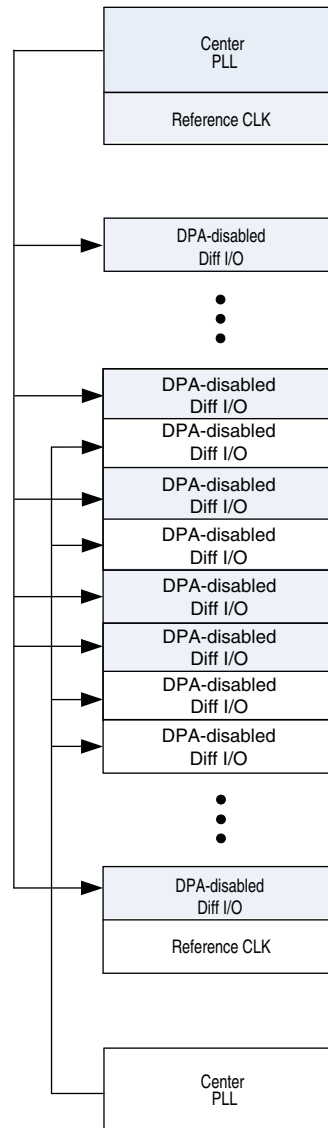 Center
PLL
Reference CLK
DPA-disabled
Diff I/O
DPA-disabled
Diff I/O
DPA-disabled
Diff I/O
DPA-disabled
Diff I/O
DPA-disabled
Diff I/O
DPA-disabled
Diff I/O
DPA-disabled
Diff I/O
DPA-disabled
Diff I/O
DPA-disabled
Diff I/O
DPA-disabled
Diff I/O
Reference CLK
Center
PLL